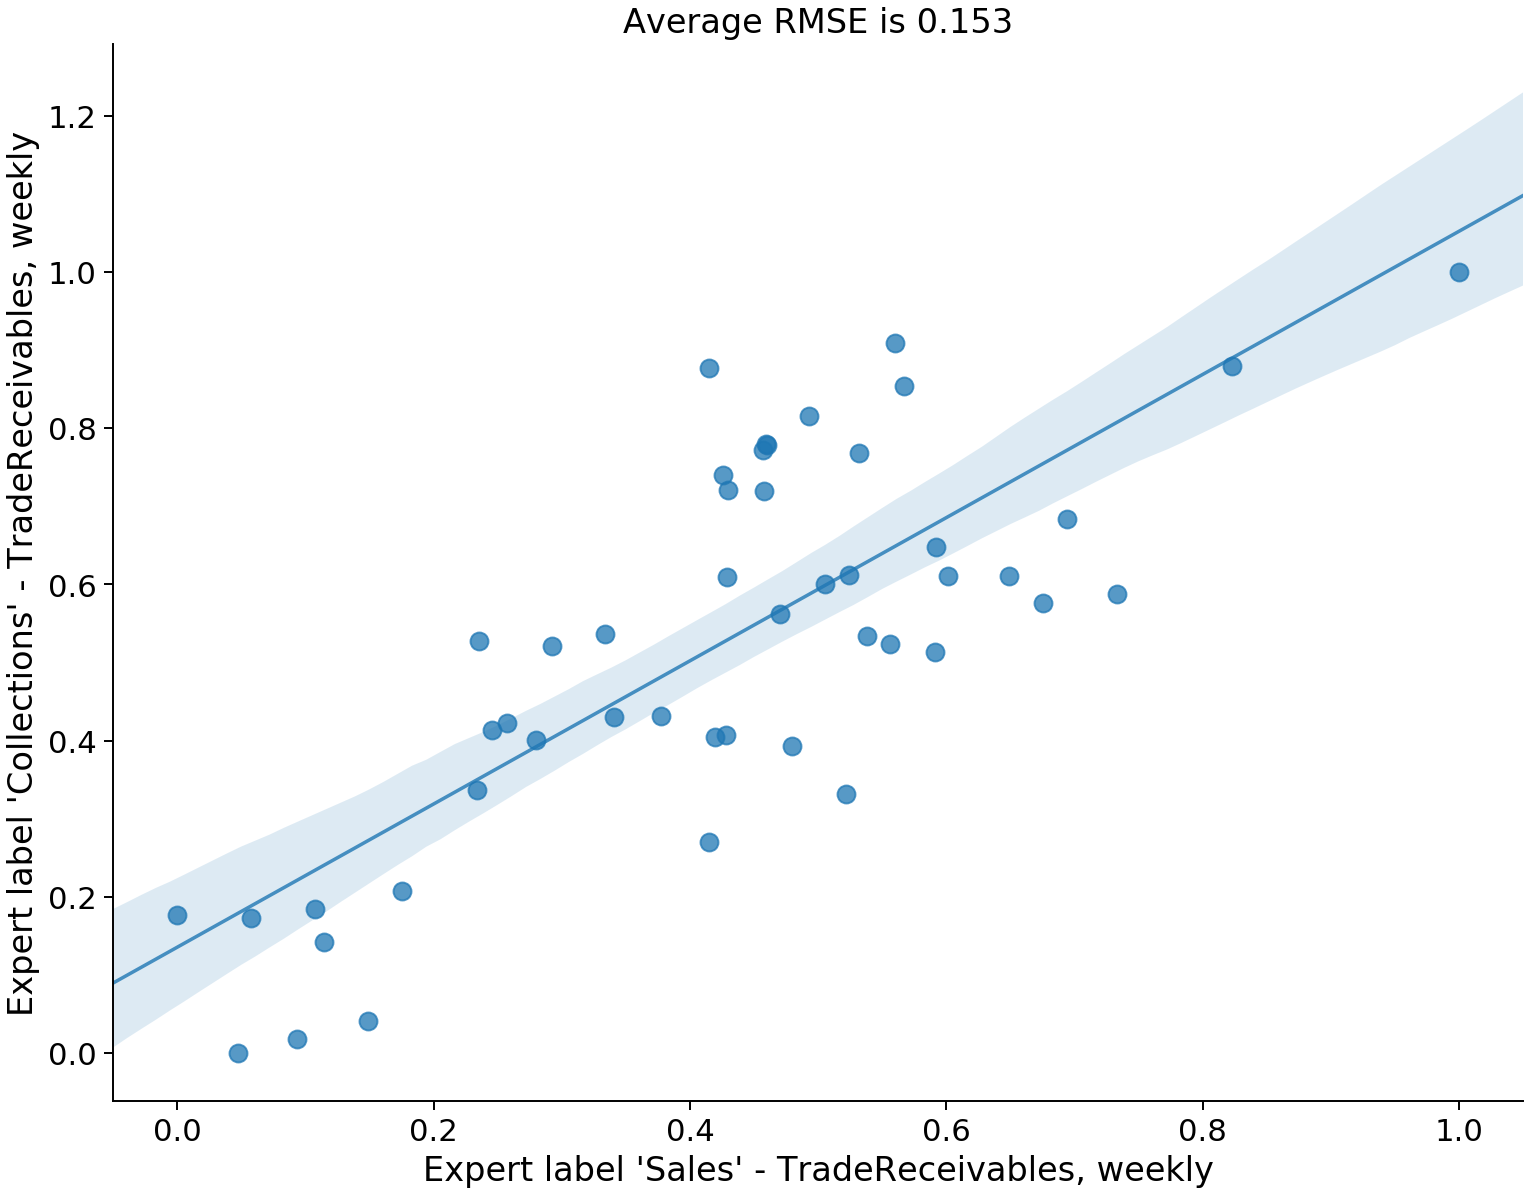 Average RMSE is 0.153
Expert label 'Collections' - TradeReceivables, weekly
1.2
1.0
0.8
0.6
0.4
0.2
0.0
0.0 0.2 0.4 0.6 0.8 1.0
Expert label 'Sales' - TradeReceivables, weekly